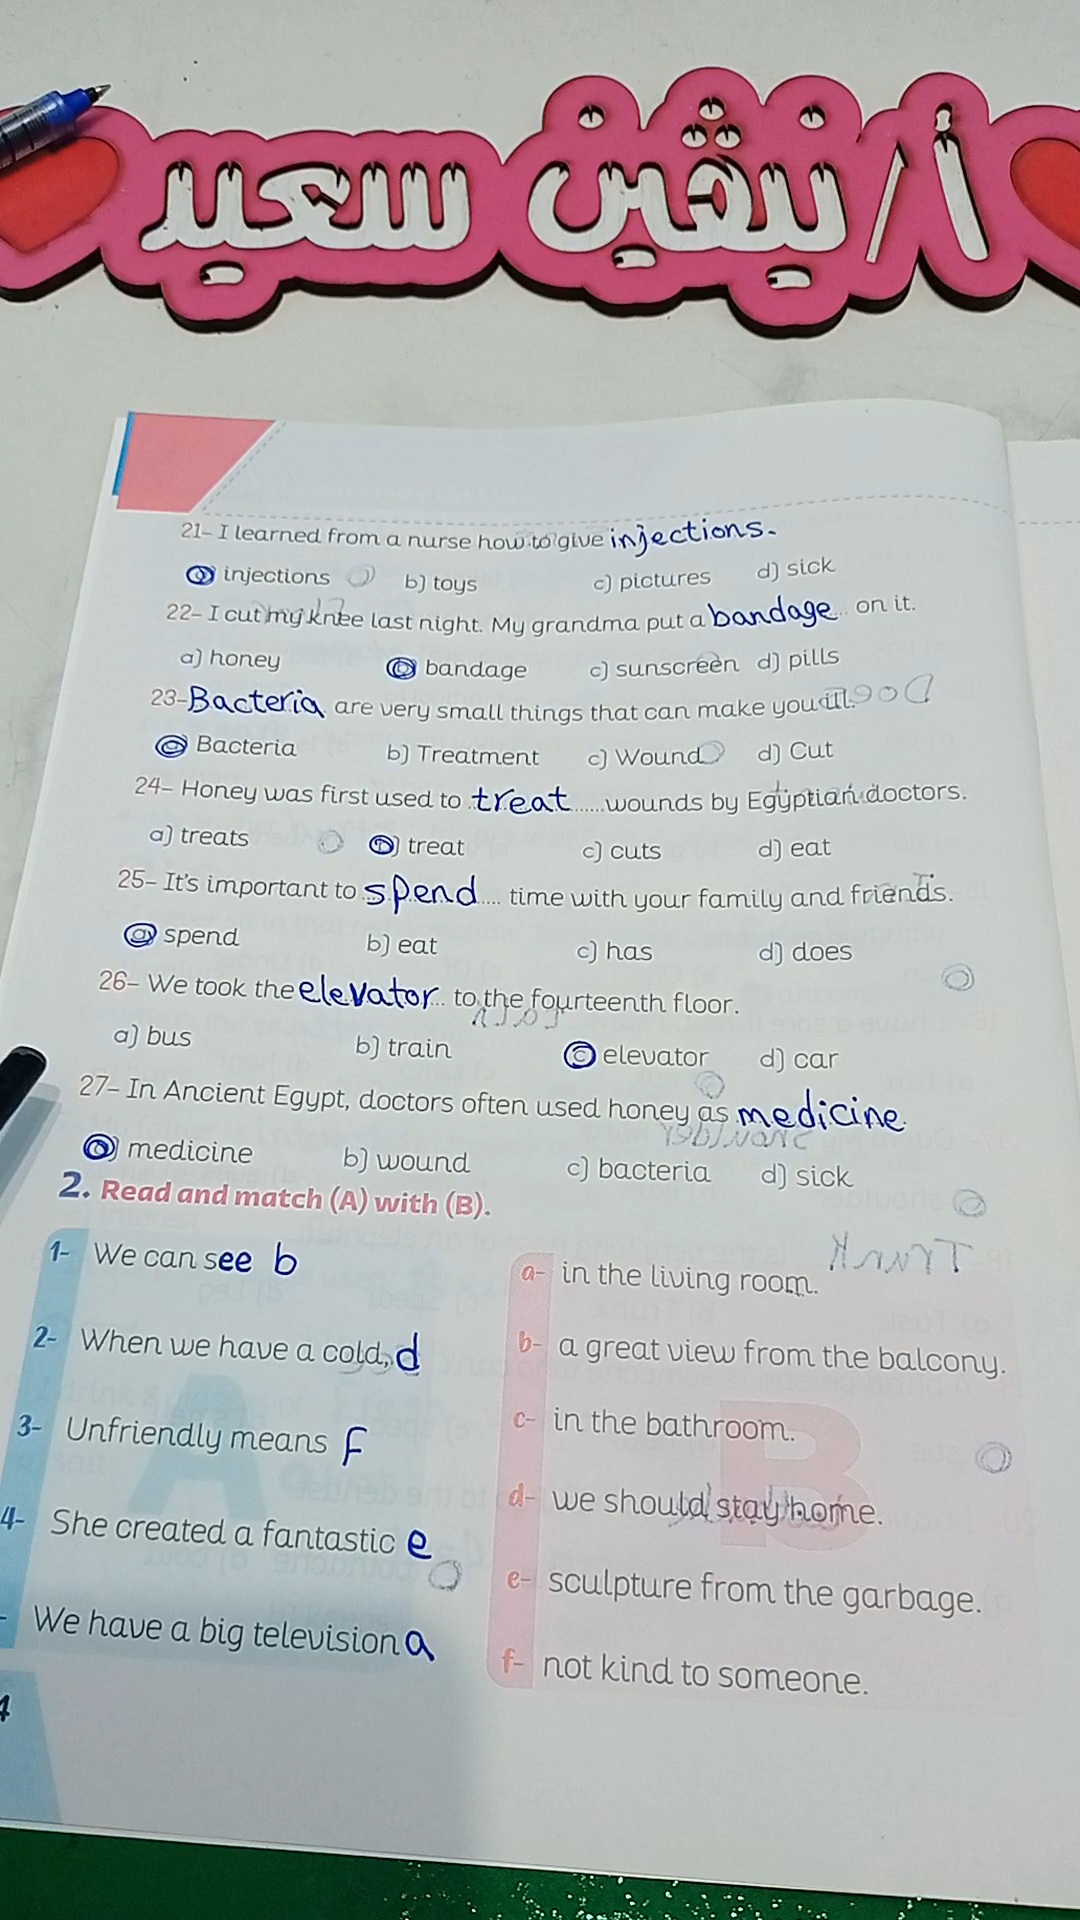 أ/ نيڤين سعيد
21- I learned from a nurse how to give injections.
a) injections b) toys c) pictures d) sick
22- I cut my knee last night. My grandma put a bandage... on it.
a) honey b) bandage c) sunscreen d) pills
23- Bacteria are very small things that can make you ill.
a) Bacteria b) Treatment c) Wound d) Cut
24- Honey was first used to treat......wounds by Egyptian doctors.
a) treats b) treat c) cuts d) eat
25- It's important to spend.... time with your family and friends.
a) spend b) eat c) has d) does
26- We took the elevator... to the fourteenth floor.
a) bus b) train c) elevator d) car
27- In Ancient Egypt, doctors often used honey as medicine.
a) medicine b) wound c) bacteria d) sick
2. Read and match (A) with (B).
1- We can see b
a- in the living room.
2- When we have a cold, d
b- a great view from the balcony.
3- Unfriendly means F
c- in the bathroom.
4- She created a fantastic e
d- we should stay home.
- We have a big television a
e- sculpture from the garbage.
f- not kind to someone.
A
B
4